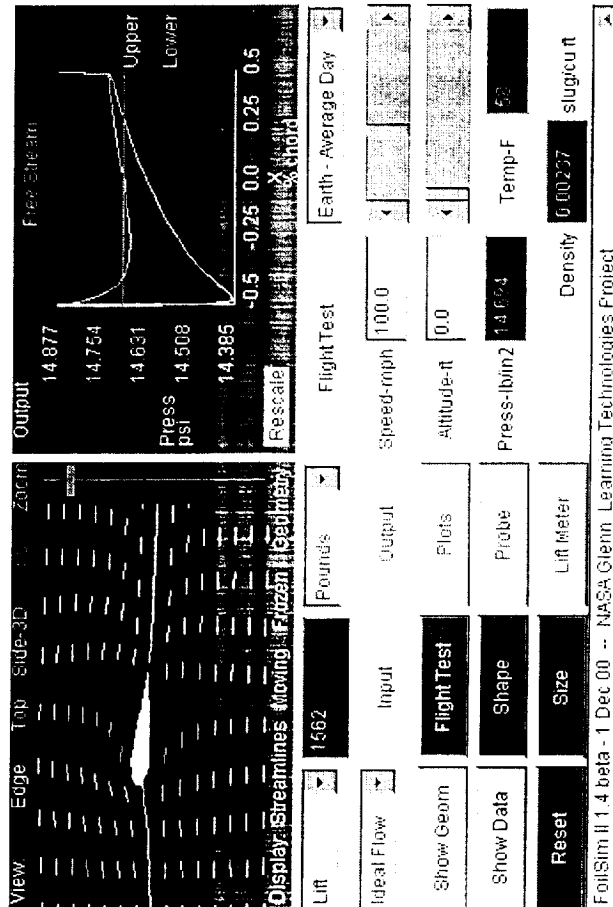 View: Edge Top Side-3D Zoom
Display: Streamlines Moving Frozen Geometry
Output
Free Stream
14.877
14.754
14.631
14.508
14.385
Press
psi
Upper
Lower
-0.5 -0.25 0.0 0.25 0.5
X
% chord
Rescale
Lift 1562 Pounds
Ideal Flow Input Output
Show Geom Flight Test Plots
Show Data Shape Probe
Reset Size Lift Meter
FlightTest Earth - Average Day
Speed-mph 100.0
Altitude-ft 0.0
Press-lb/in2 Temp-F
Density 0.00237 slug/cu ft
FoilSim II 1.4 beta - 1 Dec 00 -- NASA Glenn Learning Technologies Project